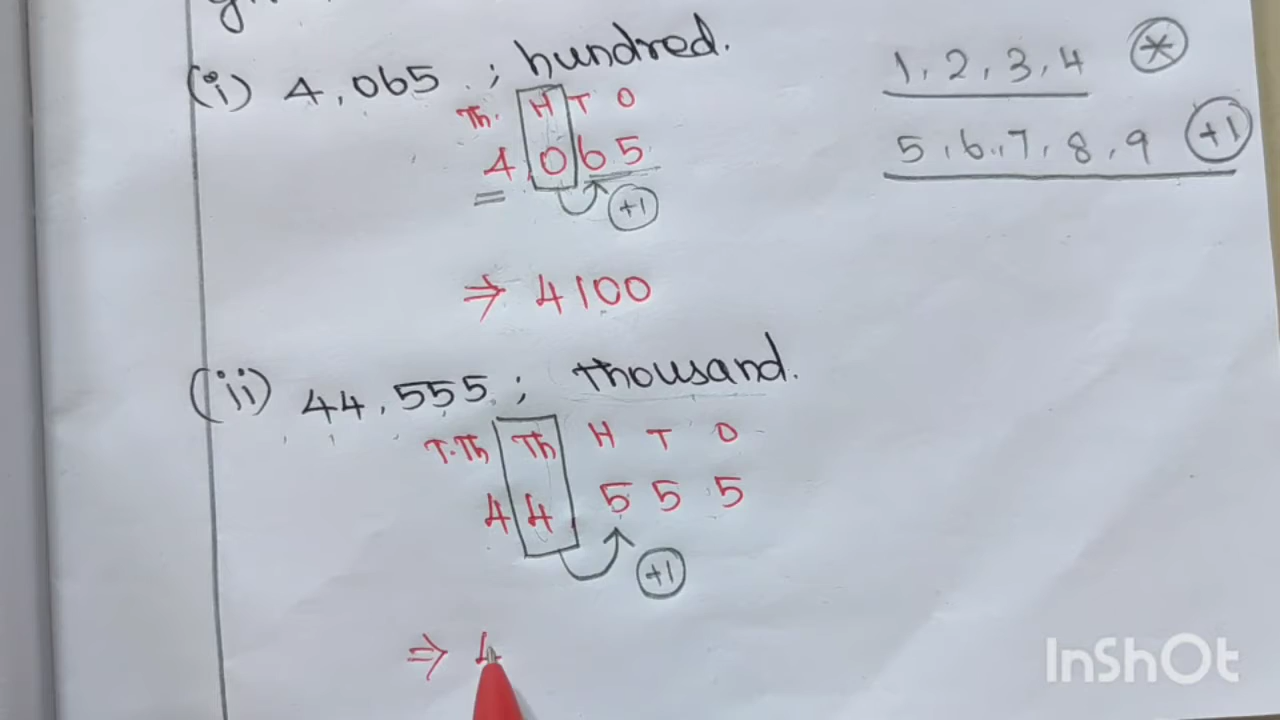 (i) 4,065 ; hundred.
Th. H T O
4,065
+1
⇒ 4100
1, 2, 3, 4 *
5, 6, 7, 8, 9 +1
(ii) 44,555 ; thousand.
T.Th Th H T O
44,555
+1
⇒ 4
InShOt